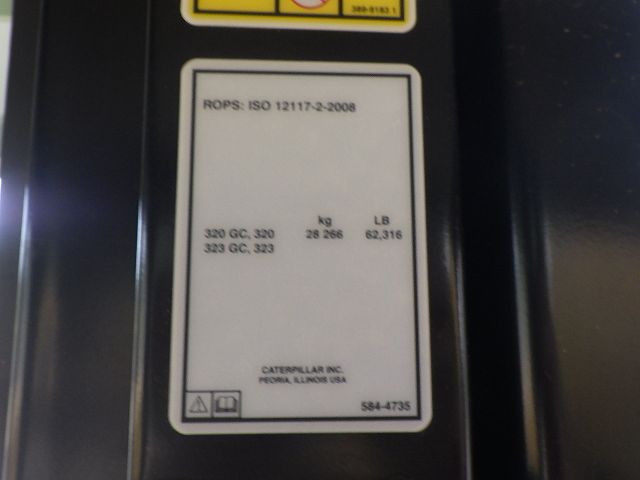 389-8183 1
ROPS: ISO 12117-2-2008
kg LB
320 GC, 320 28 266 62,316
323 GC, 323
CATERPILLAR INC.
PEORIA, ILLINOIS USA
584-4735